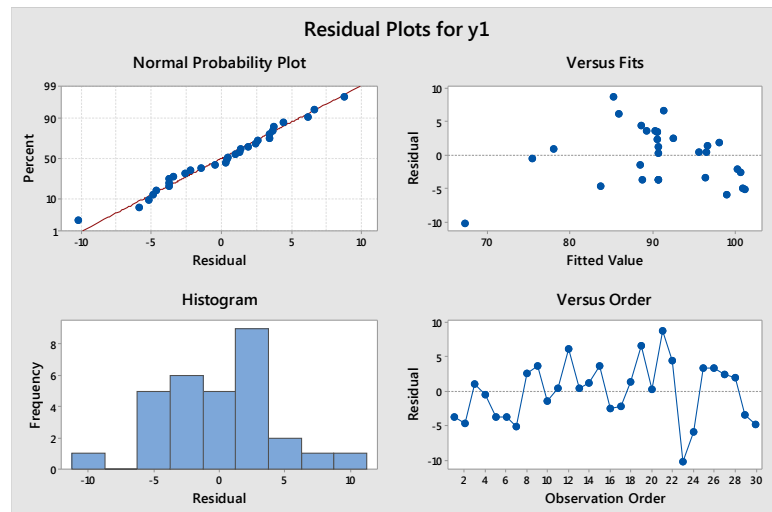 Residual Plots for y1
Normal Probability Plot
99
90
50
10
1
Percent
-10 -5 0 5 10
Residual
Versus Fits
10
5
0
-5
-10
Residual
70 80 90 100
Fitted Value
Histogram
8
6
4
2
0
Frequency
-10 -5 0 5 10
Residual
Versus Order
10
5
0
-5
-10
Residual
2 4 6 8 10 12 14 16 18 20 22 24 26 28 30
Observation Order